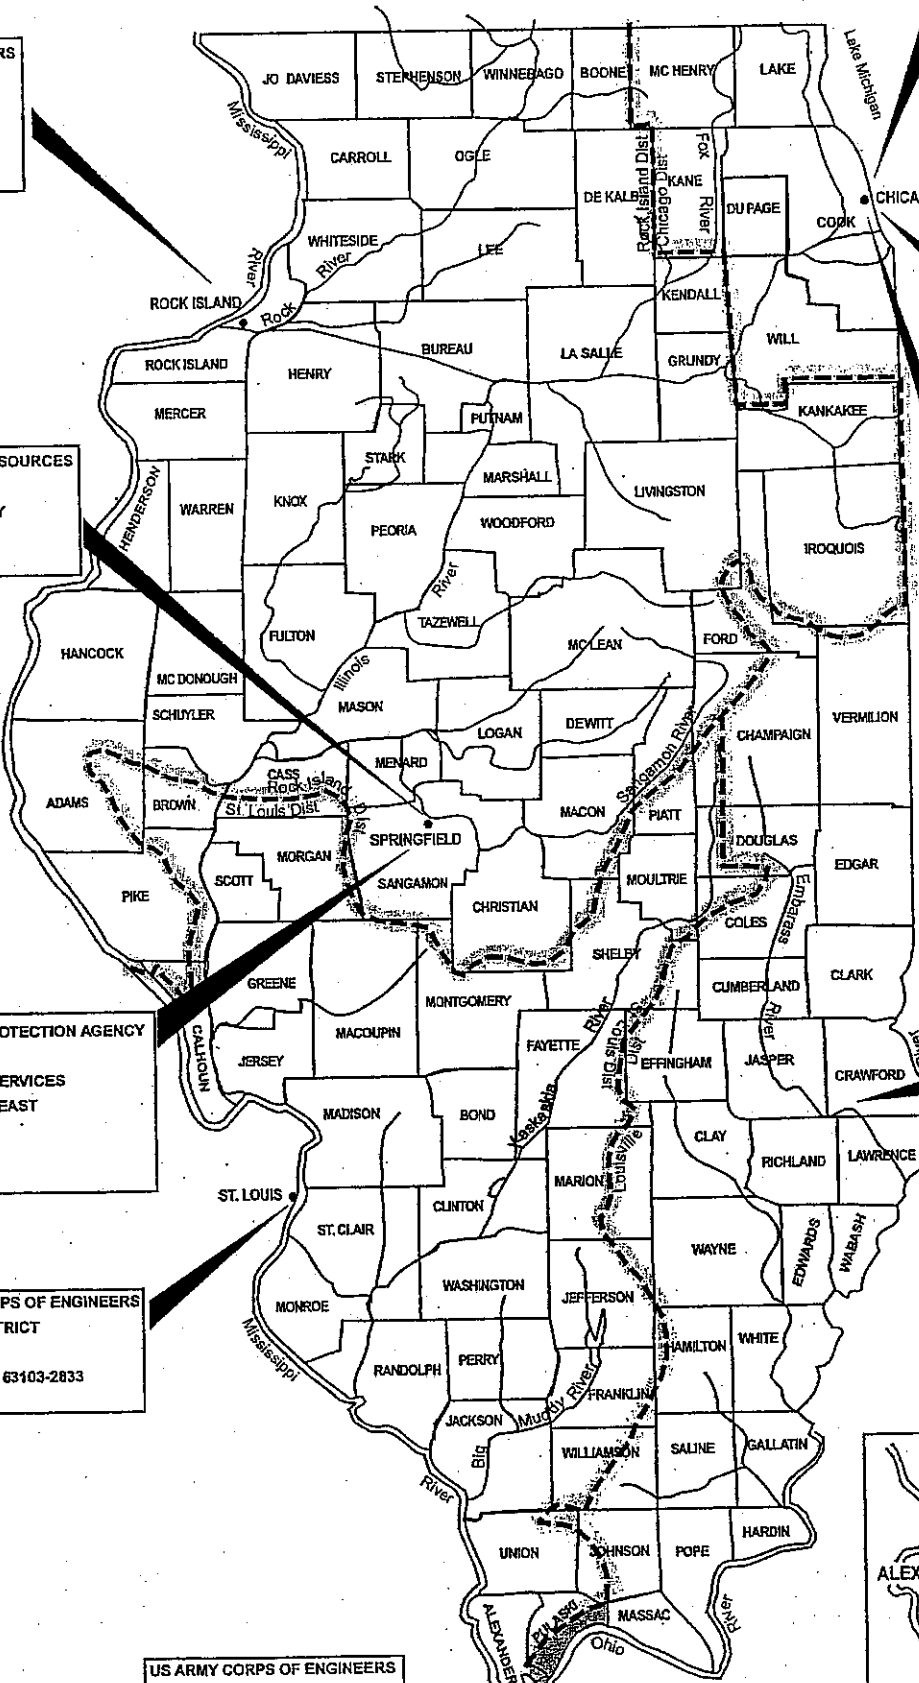 RS
JO DAVIESS
STEPHENSON
WINNEBAGO
BOONE
MC HENRY
LAKE
Lake Michigan
Mississippi
River
CARROLL
OGLE
DE KALB
Rock Island Dist
Chicago Dist
KANE
Fox
River
DU PAGE
COOK
CHICA
WHITESIDE
River
Rock
LEE
ROCK ISLAND
KENDALL
WILL
ROCK ISLAND
HENRY
BUREAU
LA SALLE
GRUNDY
MERCER
PUTNAM
KANKAKEE
SOURCES
Y
STARK
HENDERSON
WARREN
KNOX
MARSHALL
LIVINGSTON
PEORIA
WOODFORD
IROQUOIS
River
TAZEWELL
FULTON
Illinois
MC LEAN
FORD
HANCOCK
MC DONOUGH
SCHUYLER
MASON
LOGAN
DEWITT
CHAMPAIGN
VERMILION
Sangamon River
MENARD
CASS
Rock Island Dist
St. Louis Dist
ADAMS
BROWN
MACON
PIATT
SPRINGFIELD
DOUGLAS
MORGAN
EDGAR
PIKE
SCOTT
SANGAMON
MOULTRIE
CHRISTIAN
COLES
Embarass
River
SHELBY
GREENE
MONTGOMERY
CUMBERLAND
CLARK
OTECTION AGENCY
ERVICES
EAST
CALHOUN
MACOUPIN
JERSEY
FAYETTE
River
Kaskaskia
St Louis Dist
Louisville Dist
EFFINGHAM
JASPER
CRAWFORD
MADISON
BOND
CLAY
RICHLAND
LAWRENCE
MARION
ST. LOUIS
CLINTON
ST. CLAIR
WAYNE
EDWARDS
WABASH
WASHINGTON
JEFFERSON
PS OF ENGINEERS
TRICT
63103-2833
MONROE
Mississippi
River
RANDOLPH
PERRY
HAMILTON
WHITE
FRANKLIN
JACKSON
Big
Muddy River
WILLIAMSON
SALINE
GALLATIN
UNION
JOHNSON
POPE
HARDIN
ALEX
ALEXANDER
PULASKI
MASSAC
Ohio
River
US ARMY CORPS OF ENGINEERS